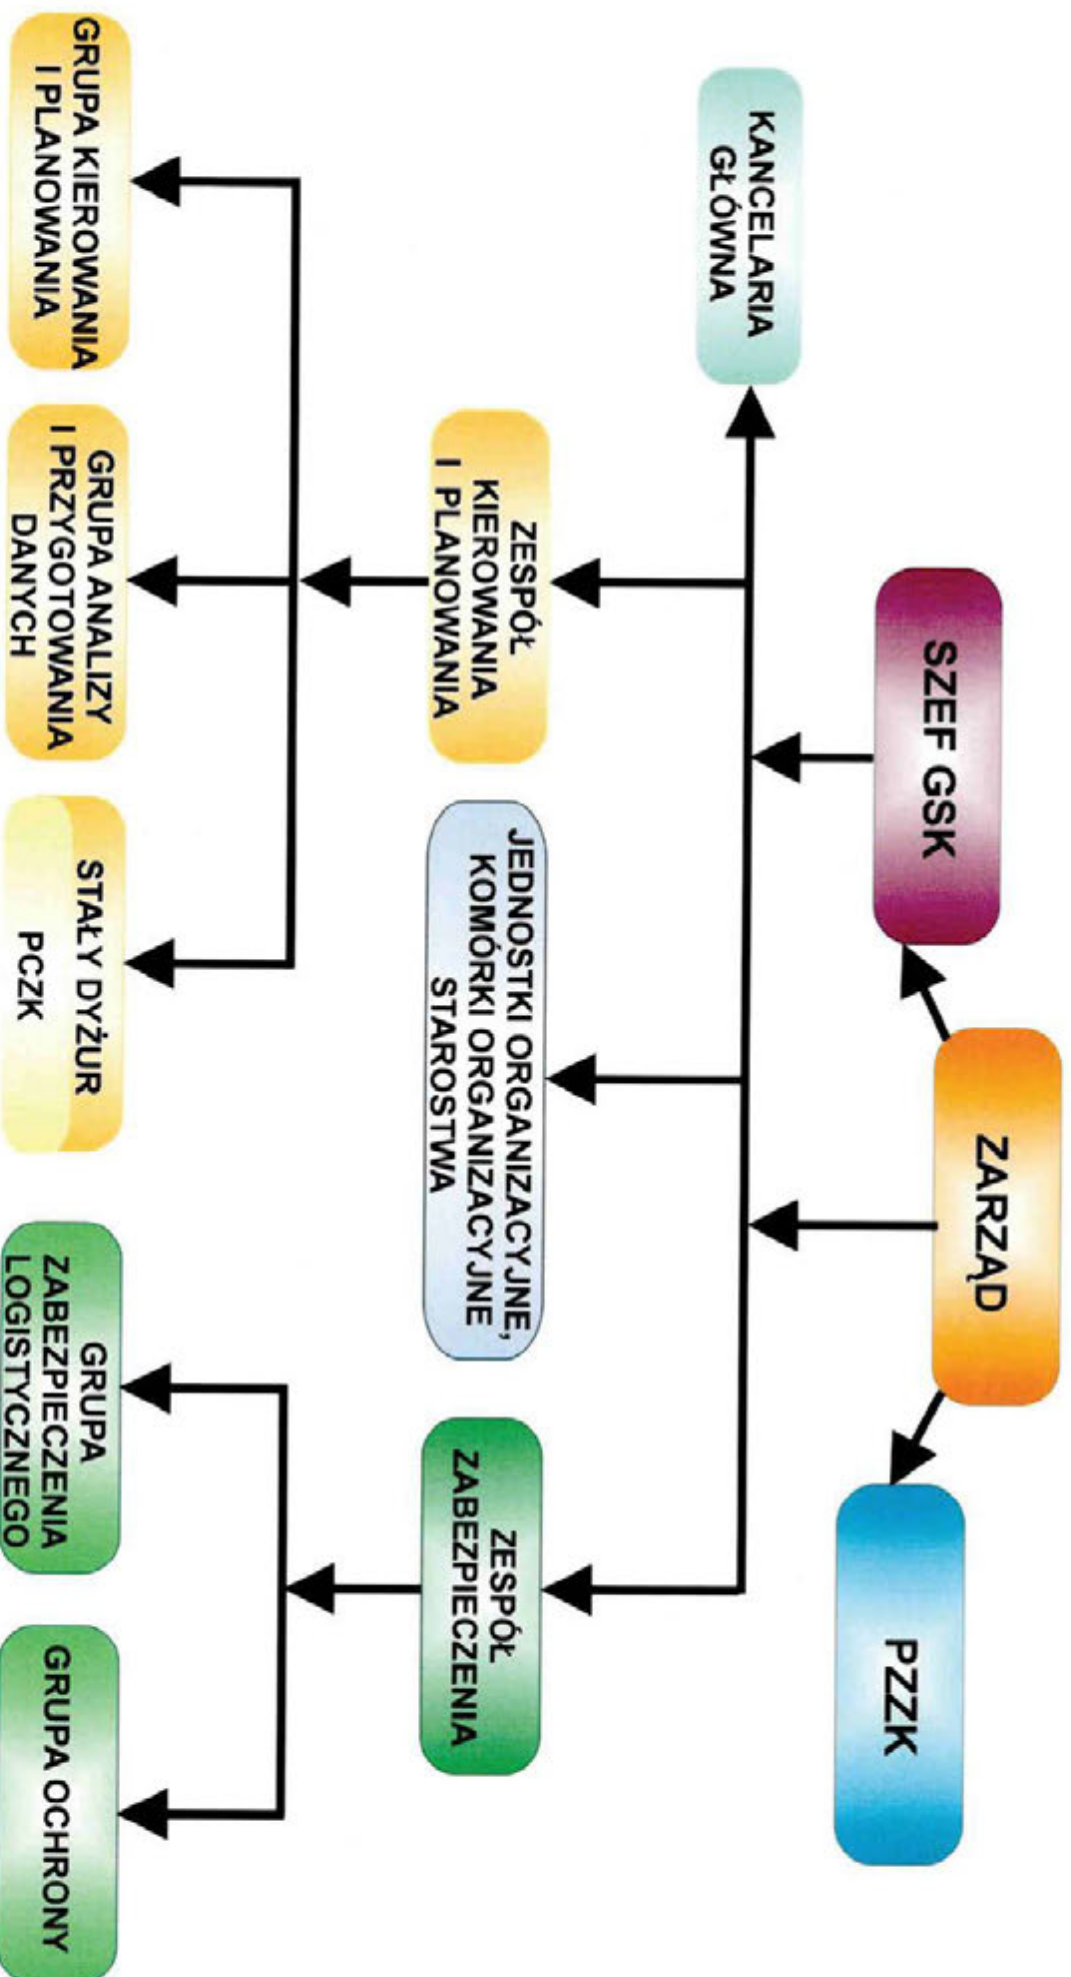 ZARZĄD
SZEF GSK
PZZK
KANCELARIA
GŁÓWNA
ZESPÓŁ
KIEROWANIA
I PLANOWANIA
JEDNOSTKI ORGANIZACYJNE,
KOMÓRKI ORGANIZACYJNE
STAROSTWA
ZESPÓŁ
ZABEZPIECZENIA
GRUPA KIEROWANIA
I PLANOWANIA
GRUPA ANALIZY
I PRZYGOTOWANIA
DANYCH
STAŁY DYŻUR
PCZK
GRUPA
ZABEZPIECZENIA
LOGISTYCZNEGO
GRUPA OCHRONY